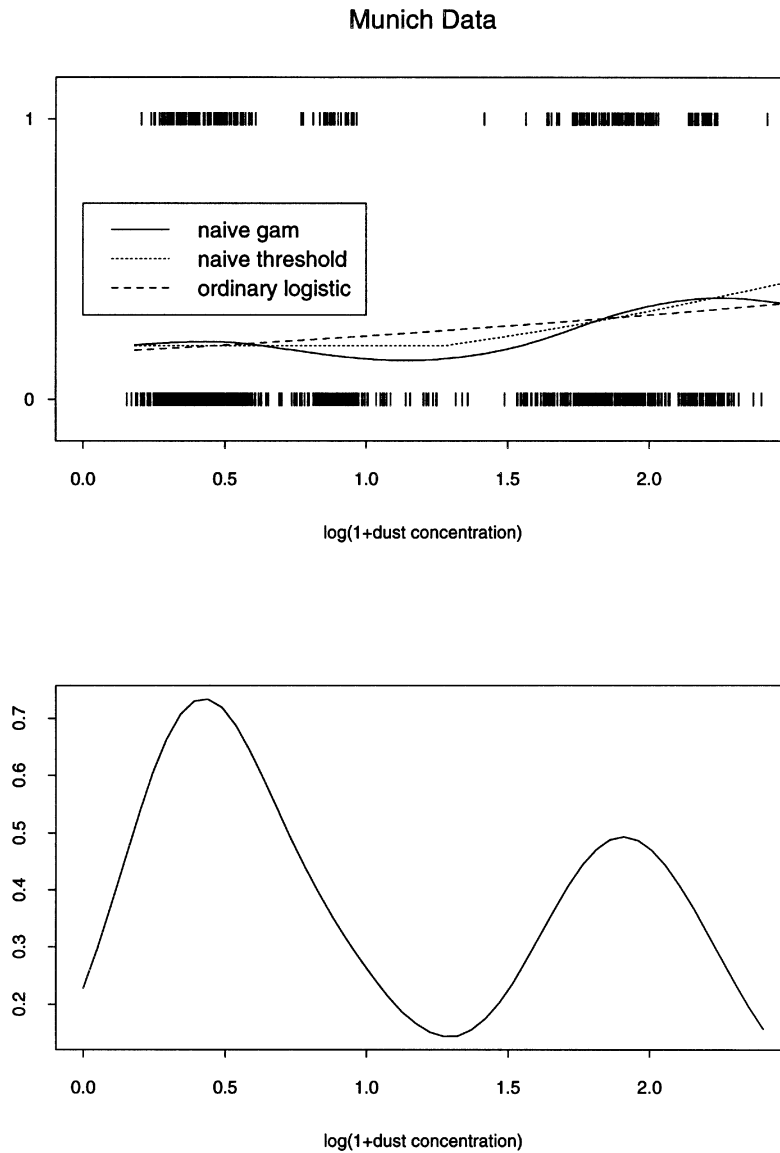 Munich Data
1
naive gam
naive threshold
ordinary logistic
0
0.0 0.5 1.0 1.5 2.0
log(1+dust concentration)
0.7
0.6
0.5
0.4
0.3
0.2
0.0 0.5 1.0 1.5 2.0
log(1+dust concentration)